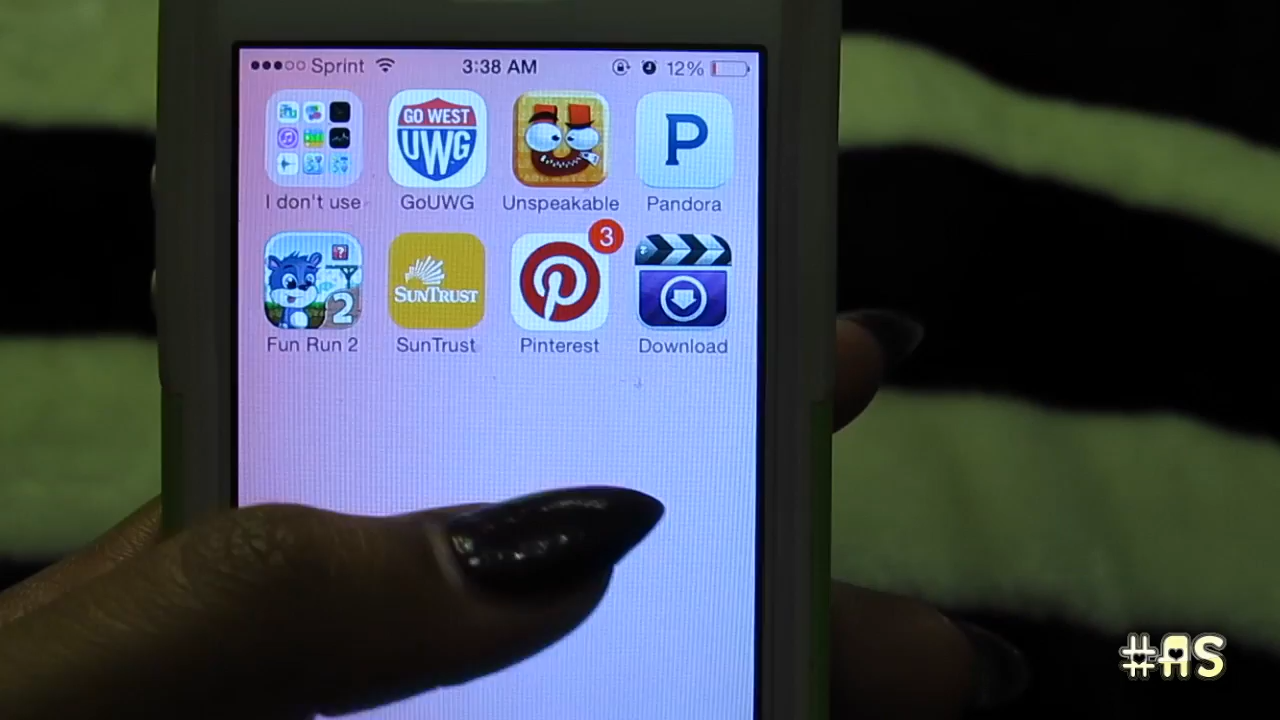 Sprint 3:38 AM 12%
GO WEST
UWG
P
I don't use GoUWG Unspeakable Pandora
2 SunTrust 3
Fun Run 2 SunTrust Pinterest Download
#AS